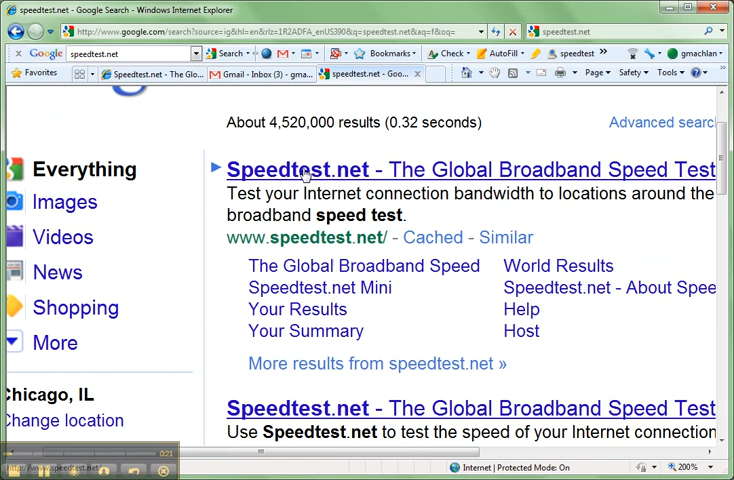 speedtest.net - Google Search - Windows Internet Explorer
http://www.google.com/search?source=ig&hl=en&rlz=1R2ADFA_enUS390&q=speedtest.net&aq=f&oq=
speedtest.net
x Google speedtest.net Search Bookmarks Check AutoFill speedtest » gmachlan
Favorites Speedtest.net - The Glo... Gmail - Inbox (3) - gma... speedtest.net - Goo... Page Safety Tools »
About 4,520,000 results (0.32 seconds) Advanced search
Everything
Images
Videos
News
Shopping
More
Chicago, IL
Change location
Speedtest.net - The Global Broadband Speed Test
Test your Internet connection bandwidth to locations around the
broadband speed test.
www.speedtest.net/ - Cached - Similar
The Global Broadband Speed World Results
Speedtest.net Mini Speedtest.net - About Spee
Your Results Help
Your Summary Host
More results from speedtest.net »
Speedtest.net - The Global Broadband Speed Test
Use Speedtest.net to test the speed of your Internet connection
0:21
http://www.speedtest.net/
Internet | Protected Mode: On 200%